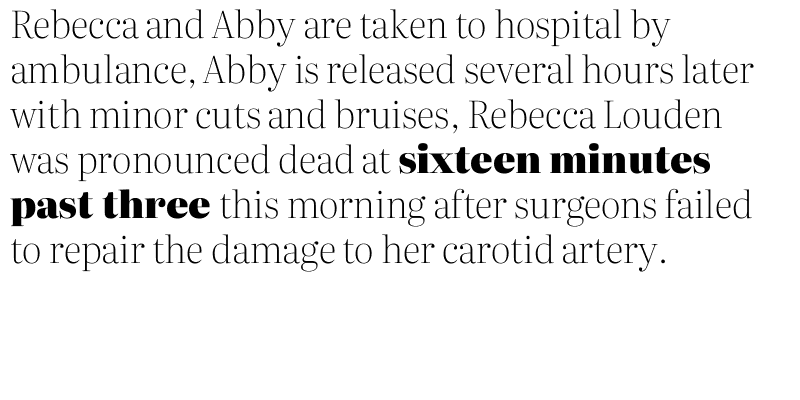 Rebecca and Abby are taken to hospital by
ambulance, Abby is released several hours later
with minor cuts and bruises, Rebecca Louden
was pronounced dead at sixteen minutes
past three this morning after surgeons failed
to repair the damage to her carotid artery.